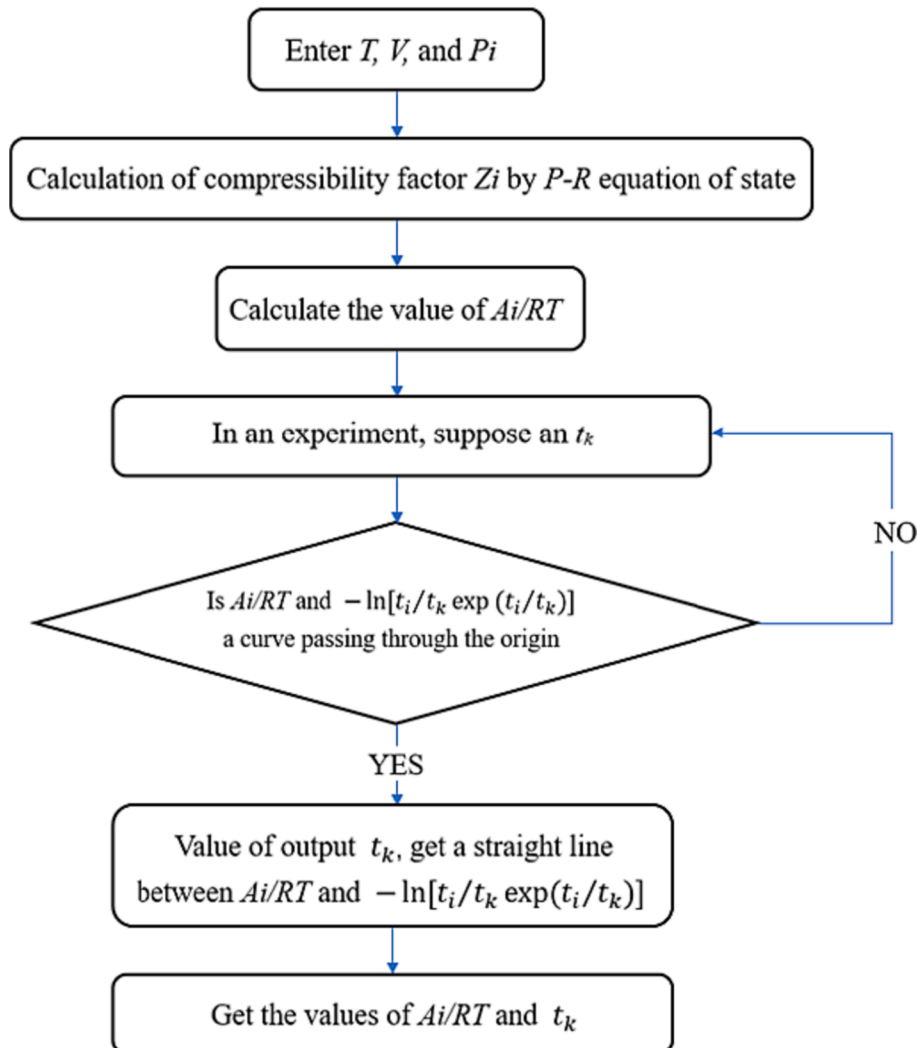 Enter T, V, and Pi
Calculation of compressibility factor Zi by P-R equation of state
Calculate the value of Ai/RT
In an experiment, suppose an tₖ
NO
Is Ai/RT and −ln[tᵢ/tₖ exp (tᵢ/tₖ)]
a curve passing through the origin
YES
Value of output tₖ, get a straight line
between Ai/RT and −ln[tᵢ/tₖ exp(tᵢ/tₖ)]
Get the values of Ai/RT and tₖ